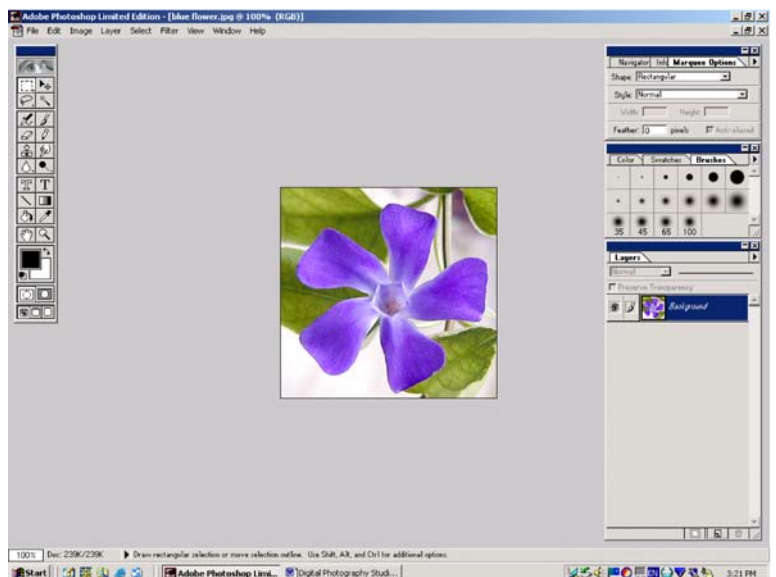 Adobe Photoshop Limited Edition - [blue flower.jpg @ 100% (RGB)]
File Edit Image Layer Select Filter View Window Help
Navigator Info Marquee Options
Shape: Rectangular
Style: Normal
Width: Height:
Feather: 0 pixels Anti-aliased
Color Swatches Brushes
35 45 65 100
Layers
Normal
Preserve Transparency
Background
T
100% Doc: 239K/239K Draw rectangular selection or move selection outline. Use Shift, Alt, and Ctrl for additional options.
Start Adobe Photoshop Limi... Digital Photography Studi... 3:21 PM